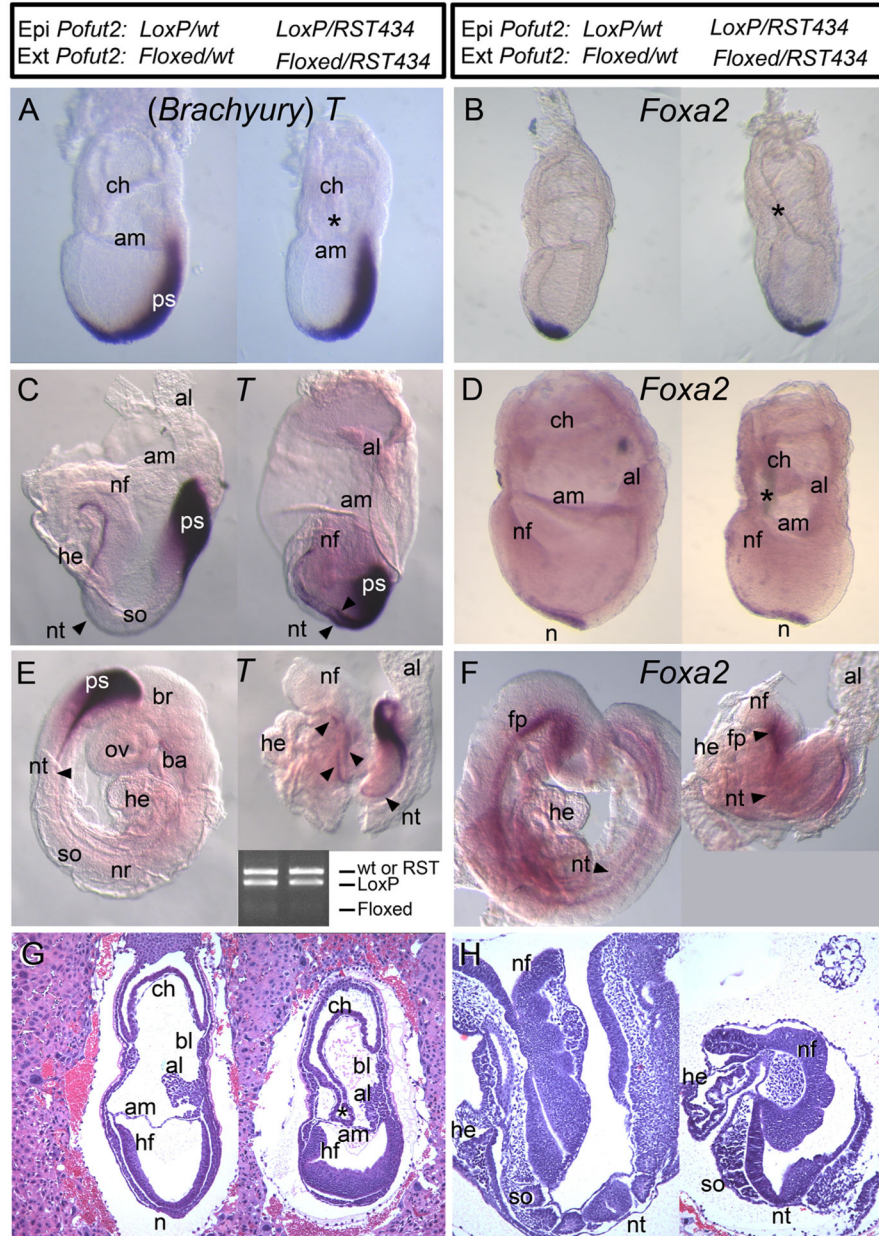 Epi Pofut2: LoxP/wt LoxP/RST434
Ext Pofut2: Floxed/wt Floxed/RST434
Epi Pofut2: LoxP/wt LoxP/RST434
Ext Pofut2: Floxed/wt Floxed/RST434
A (Brachyury) T
ch ch
*
am am
ps
B Foxa2
*
C T
al
am al
nf am
nf
ps
he ps
so
nt nt
D Foxa2
ch ch
al al
*
am am
nf nf
n n
E T
ps nf al
br
he
ov
nt ba
he nt
so
nr
wt or RST
LoxP
Floxed
F Foxa2
nf al
fp fp
he
he
nt
nt
G
ch ch
bl bl
al al
*
am am
hf hf
n
H
nf
nf
he
he
so so
nt nt